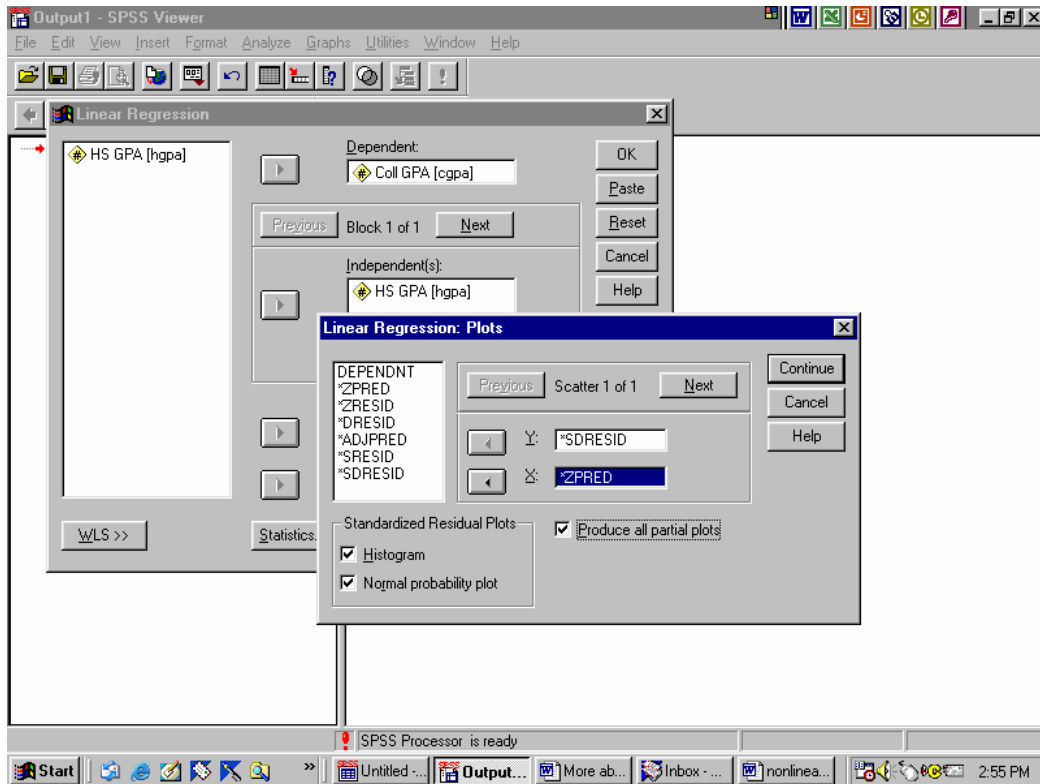 Output1 - SPSS Viewer
File Edit View Insert Format Analyze Graphs Utilities Window Help
Linear Regression
HS GPA [hgpa]
Dependent:
Coll GPA [cgpa]
OK
Paste
Reset
Cancel
Help
Previous Block 1 of 1 Next
Independent(s):
HS GPA [hgpa]
WLS >>
Statistics.
Linear Regression: Plots
DEPENDNT
*ZPRED
*ZRESID
*DRESID
*ADJPRED
*SRESID
*SDRESID
Previous Scatter 1 of 1 Next
Y: *SDRESID
X: *ZPRED
Continue
Cancel
Help
Standardized Residual Plots
Histogram
Normal probability plot
Produce all partial plots
SPSS Processor is ready
Start » Untitled -... Output... More ab... Inbox - ... nonlinea... 2:55 PM